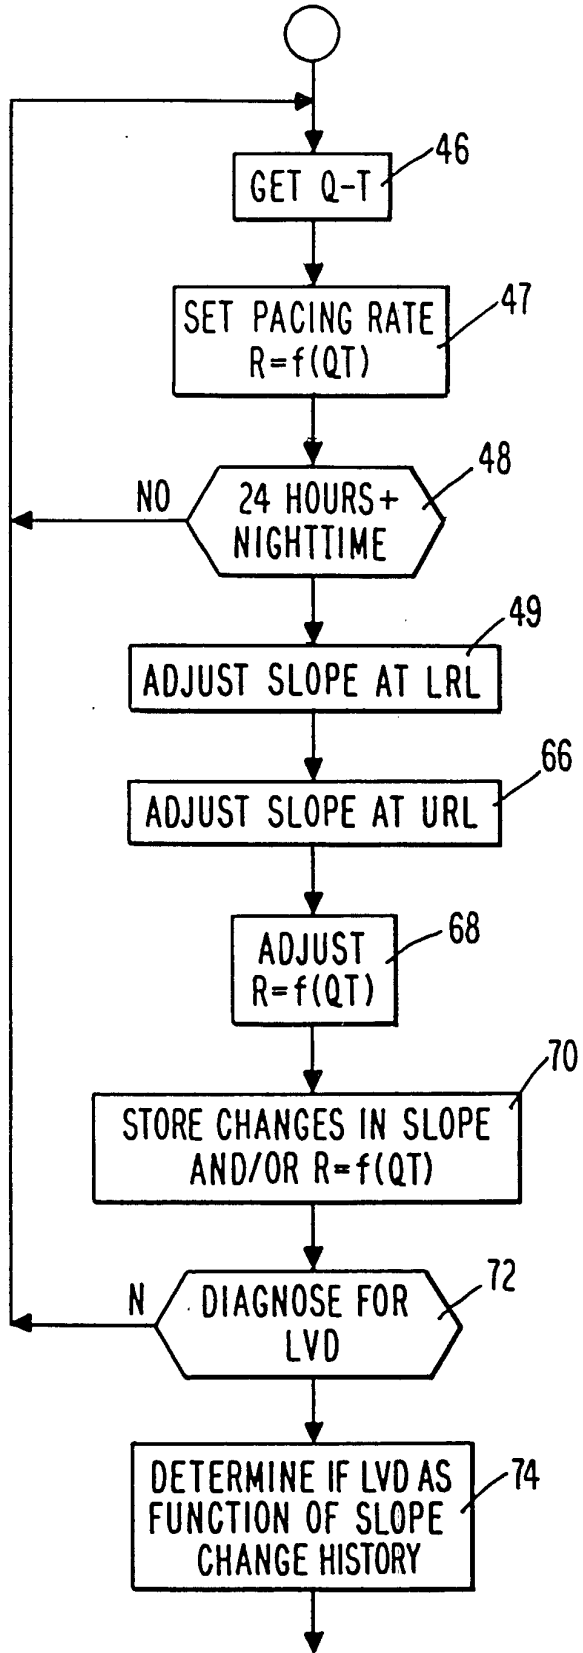 46
GET Q-T
47
SET PACING RATE
R=f(QT)
48
NO
24 HOURS+
NIGHTTIME
49
ADJUST SLOPE AT LRL
66
ADJUST SLOPE AT URL
68
ADJUST
R=f(QT)
70
STORE CHANGES IN SLOPE
AND/OR R=f(QT)
72
N
DIAGNOSE FOR
LVD
74
DETERMINE IF LVD AS
FUNCTION OF SLOPE
CHANGE HISTORY